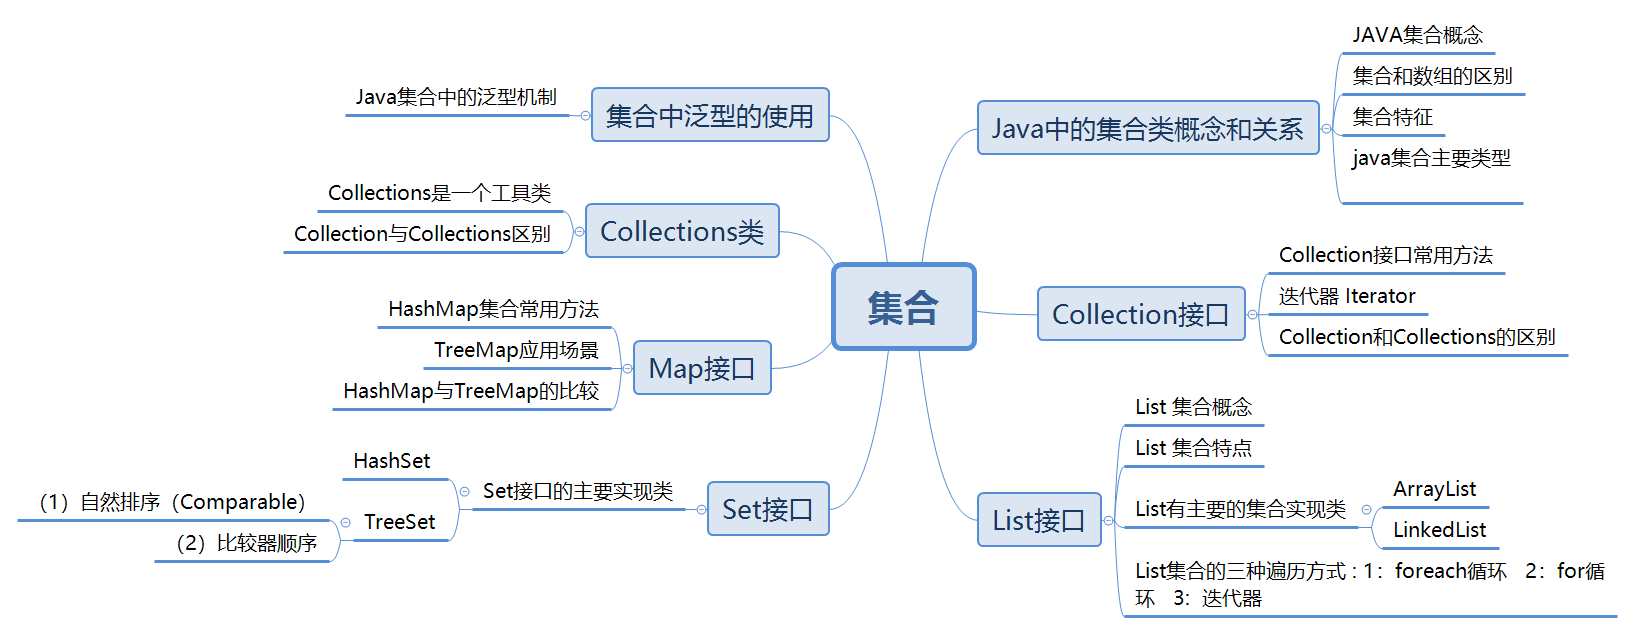 集合
Java中的集合类概念和关系
JAVA集合概念
集合和数组的区别
集合特征
java集合主要类型
Collection接口
Collection接口常用方法
迭代器 Iterator
Collection和Collections的区别
List接口
List 集合概念
List 集合特点
List有主要的集合实现类
ArrayList
LinkedList
List集合的三种遍历方式：1：foreach循环 2：for循
环 3：迭代器
集合中泛型的使用
Java集合中的泛型机制
Collections类
Collections是一个工具类
Collection与Collections区别
Map接口
HashMap集合常用方法
TreeMap应用场景
HashMap与TreeMap的比较
Set接口
Set接口的主要实现类
HashSet
TreeSet
（1）自然排序（Comparable）
（2）比较器顺序